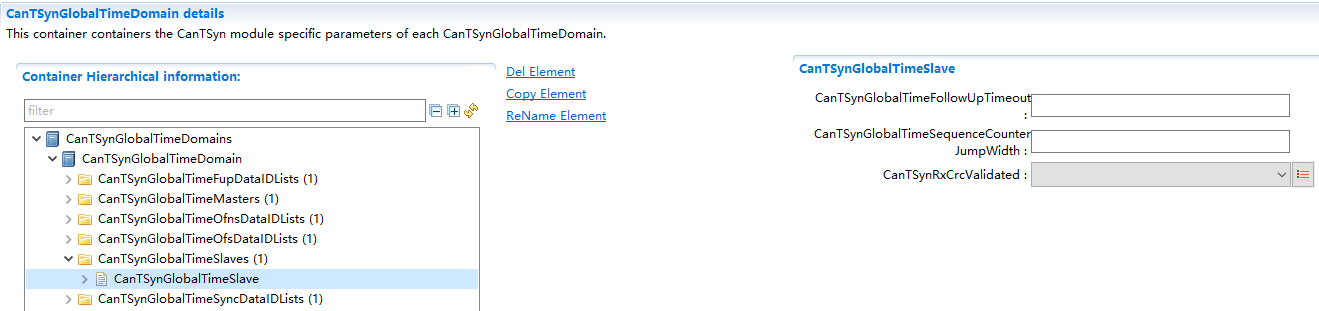 CanTSynGlobalTimeDomain details
This container containers the CanTSyn module specific parameters of each CanTSynGlobalTimeDomain.
Container Hierarchical information:
filter
CanTSynGlobalTimeDomains
CanTSynGlobalTimeDomain
CanTSynGlobalTimeFupDataIDLists (1)
CanTSynGlobalTimeMasters (1)
CanTSynGlobalTimeOfnsDataIDLists (1)
CanTSynGlobalTimeOfsDataIDLists (1)
CanTSynGlobalTimeSlaves (1)
CanTSynGlobalTimeSlave
CanTSynGlobalTimeSyncDataIDLists (1)
Del Element
Copy Element
ReName Element
CanTSynGlobalTimeSlave
CanTSynGlobalTimeFollowUpTimeout
:
CanTSynGlobalTimeSequenceCounter
JumpWidth :
CanTSynRxCrcValidated :